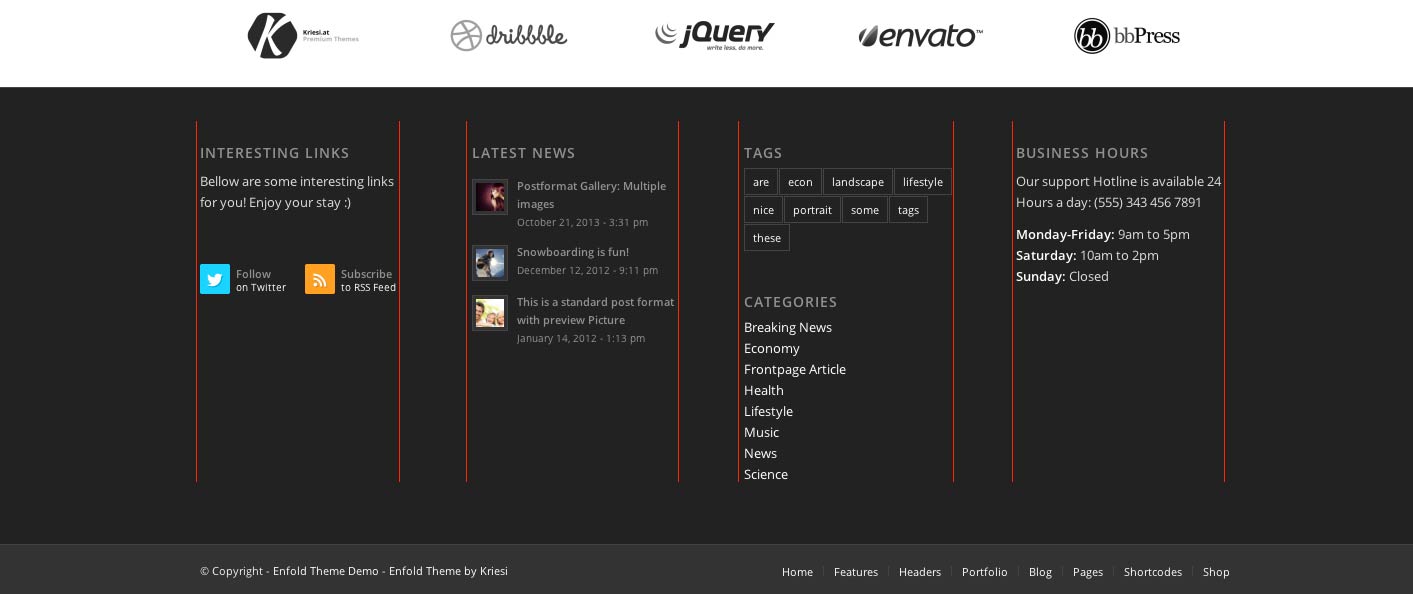 Kriesi.at
Premium Themes
dribbble
jQuery
write less, do more.
envato™
bb bbPress
INTERESTING LINKS
Bellow are some interesting links
for you! Enjoy your stay :)
Follow
on Twitter
Subscribe
to RSS Feed
LATEST NEWS
Postformat Gallery: Multiple
images
October 21, 2013 - 3:31 pm
Snowboarding is fun!
December 12, 2012 - 9:11 pm
This is a standard post format
with preview Picture
January 14, 2012 - 1:13 pm
TAGS
are econ landscape lifestyle
nice portrait some tags
these
CATEGORIES
Breaking News
Economy
Frontpage Article
Health
Lifestyle
Music
News
Science
BUSINESS HOURS
Our support Hotline is available 24
Hours a day: (555) 343 456 7891
Monday-Friday: 9am to 5pm
Saturday: 10am to 2pm
Sunday: Closed
© Copyright - Enfold Theme Demo - Enfold Theme by Kriesi
Home Features Headers Portfolio Blog Pages Shortcodes Shop